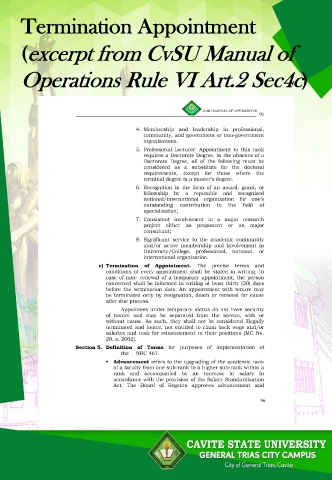 Termination Appointment
(excerpt from CvSU Manual of
Operations Rule VI Art.2 Sec4c)
CvSU MANUAL OF OPERATIONS
96
4. Membership and leadership in professional,
community, and government or non-government
organizations.
5. Professorial Lecturer. Appointment to this rank
requires a Doctorate Degree. In the absence of a
Doctorate Degree, all of the following must be
considered as a substitute for the doctoral
requirements, except for those where the
terminal degree is a master's degree.
6. Recognition in the form of an award, grant, or
fellowship by a reputable and recognized
national/international organization for one's
outstanding contribution to the field of
specialization;
7. Consistent involvement in a major research
project either as proponent or as major
consultant;
8. Significant service to the academic community
and/or active membership and involvement in
University/College, professional, national, or
international organization.
c) Termination of Appointment. The precise terms and
conditions of every appointment shall be stated in writing. In
case of non- renewal of a temporary appointment, the person
concerned shall be informed in writing at least thirty (30) days
before the termination date. An appointment with tenure may
be terminated only by resignation, death or removal for cause
after due process.
Appointees under temporary status do not have security
of tenure and may be separated from the service, with or
without cause. As such, they shall not be considered illegally
terminated and hence, not entitled to claim back wage and/or
salaries and task for reinstatement to their positions (MC No.
20, s. 2002).
Section 5. Definition of Terms for purposes of implementation of
the NBC 461.
• Advancement refers to the upgrading of the academic rank
of a faculty from one sub-rank to a higher sub-rank within a
rank and accompanied by an increase in salary in
accordance with the provision of the Salary Standardization
Act. The Board of Regents approves advancement and
96
CAVITE STATE UNIVERSITY
GENERAL TRIAS CITY CAMPUS
City of General Trias, Cavite